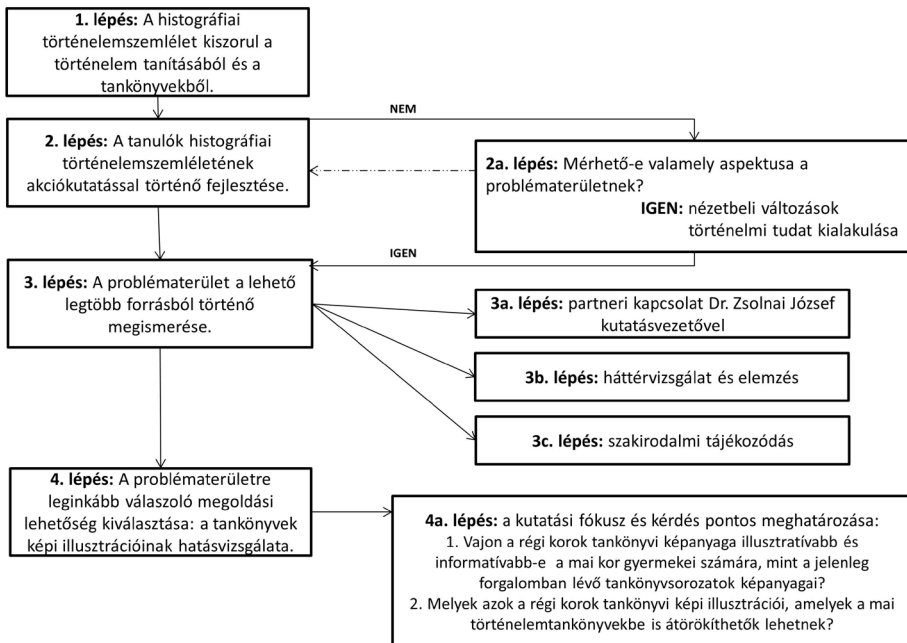 1. lépés: A histográfiai
történelemszemlélet kiszorul a
történelem tanításából és a
tankönyvekből.
NEM
2. lépés: A tanulók histográfiai
történelemszemléletének
akciókutatással történő fejlesztése.
2a. lépés: Mérhető-e valamely aspektusa a
problématerületnek?
IGEN: nézetbeli változások
történelmi tudat kialakulása
IGEN
3. lépés: A problématerület a lehető
legtöbb forrásból történő
megismerése.
3a. lépés: partneri kapcsolat Dr. Zsolnai József
kutatásvezetővel
3b. lépés: háttérvizsgálat és elemzés
3c. lépés: szakirodalmi tájékozódás
4. lépés: A problématerületre
leginkább válaszoló megoldási
lehetőség kiválasztása: a tankönyvek
képi illusztrációinak hatásvizsgálata.
4a. lépés: a kutatási fókusz és kérdés pontos meghatározása:
1. Vajon a régi korok tankönyvi képanyaga illusztratívabb és
informatívabb-e a mai kor gyermekei számára, mint a jelenleg
forgalomban lévő tankönyvsorozatok képanyagai?
2. Melyek azok a régi korok tankönyvi képi illusztrációi, amelyek a mai
történelemtankönyvekbe is átörökíthetők lehetnek?